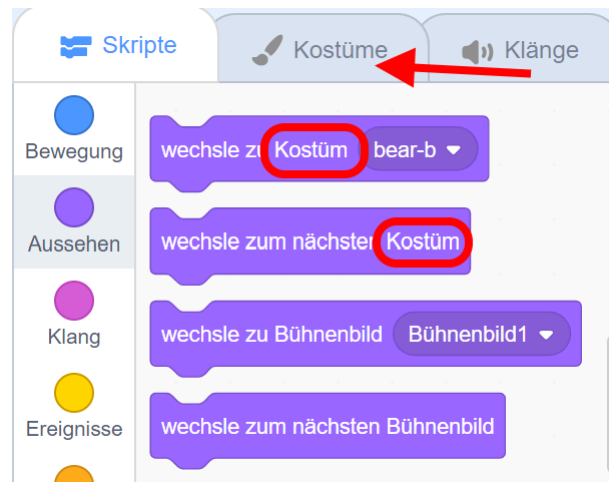 Skripte
Kostüme
Klänge
Bewegung
wechsle zu Kostüm bear-b
Aussehen
wechsle zum nächsten Kostüm
Klang
wechsle zu Bühnenbild Bühnenbild1
Ereignisse
wechsle zum nächsten Bühnenbild